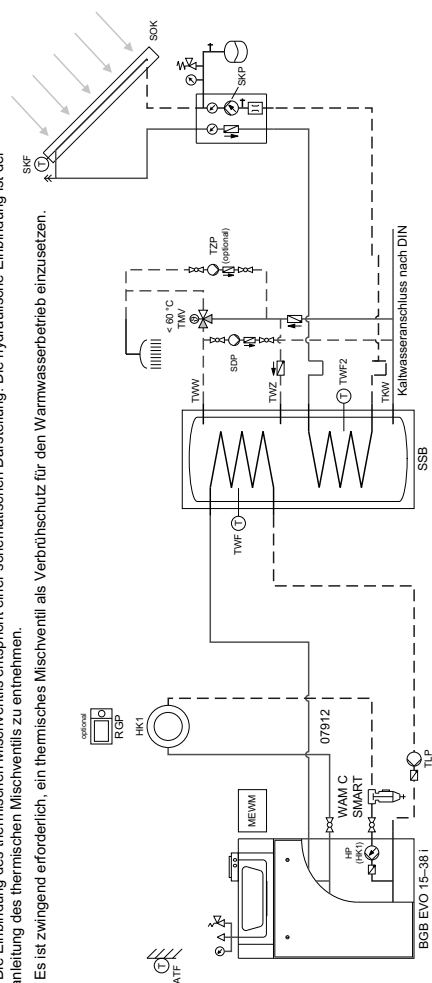 Die Einbindung des thermischen Mischventils entspricht einer schematischen Darstellung. Die hydraulische Einbindung ist der
anleitung des thermischen Mischventils zu entnehmen.
Es ist zwingend erforderlich, ein thermisches Mischventil als Verbrühschutz für den Warmwasserbetrieb einzusetzen.
SKF
T
SOK
SKP
TZP
(optional)
< 60 °C
TMV
SDP
TWW
TWZ
T
TWF2
TKW
Kaltwasseranschluss nach DIN
TWF
T
SSB
optional
RGP
HK1
MEWM
07912
WAM C
SMART
HP
(HK1)
TLP
T
ATF
BGB EVO 15–38 i